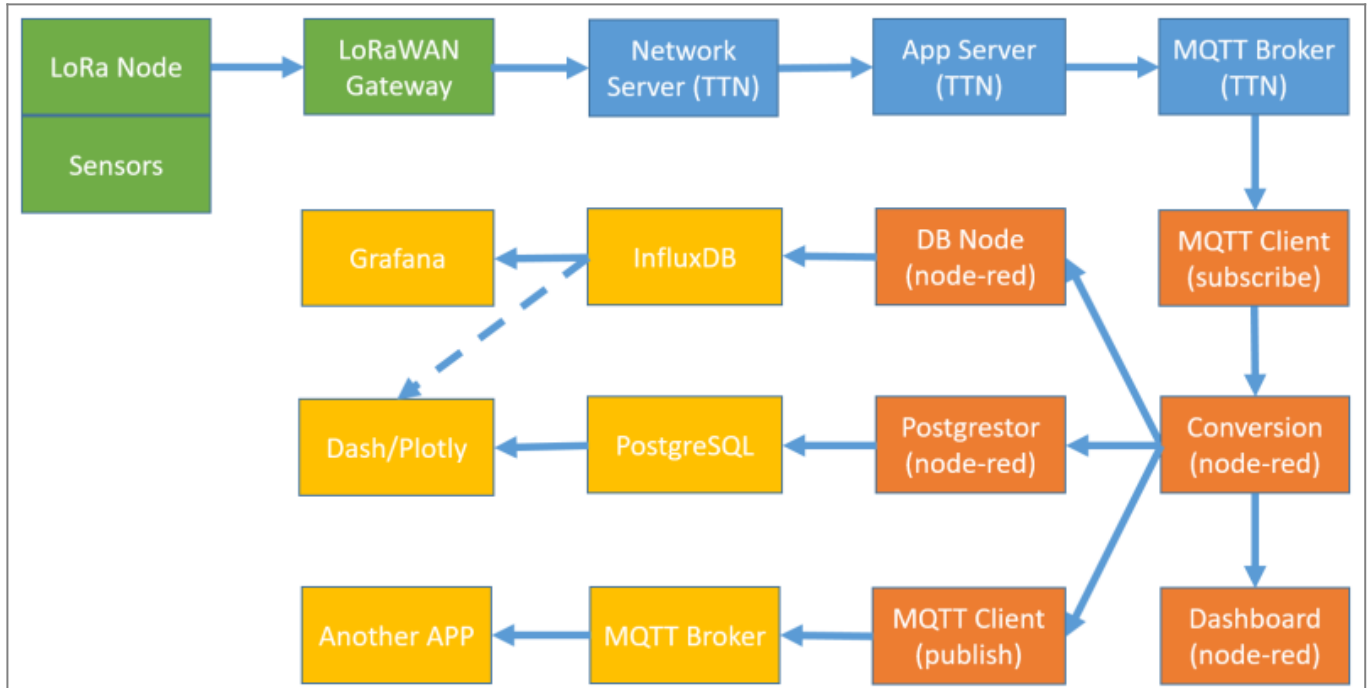 LoRa Node
LoRaWAN
Gateway
Network
Server (TTN)
App Server
(TTN)
MQTT Broker
(TTN)
Sensors
Grafana
InfluxDB
DB Node
(node-red)
MQTT Client
(subscribe)
Dash/Plotly
PostgreSQL
Postgrestor
(node-red)
Conversion
(node-red)
Another APP
MQTT Broker
MQTT Client
(publish)
Dashboard
(node-red)